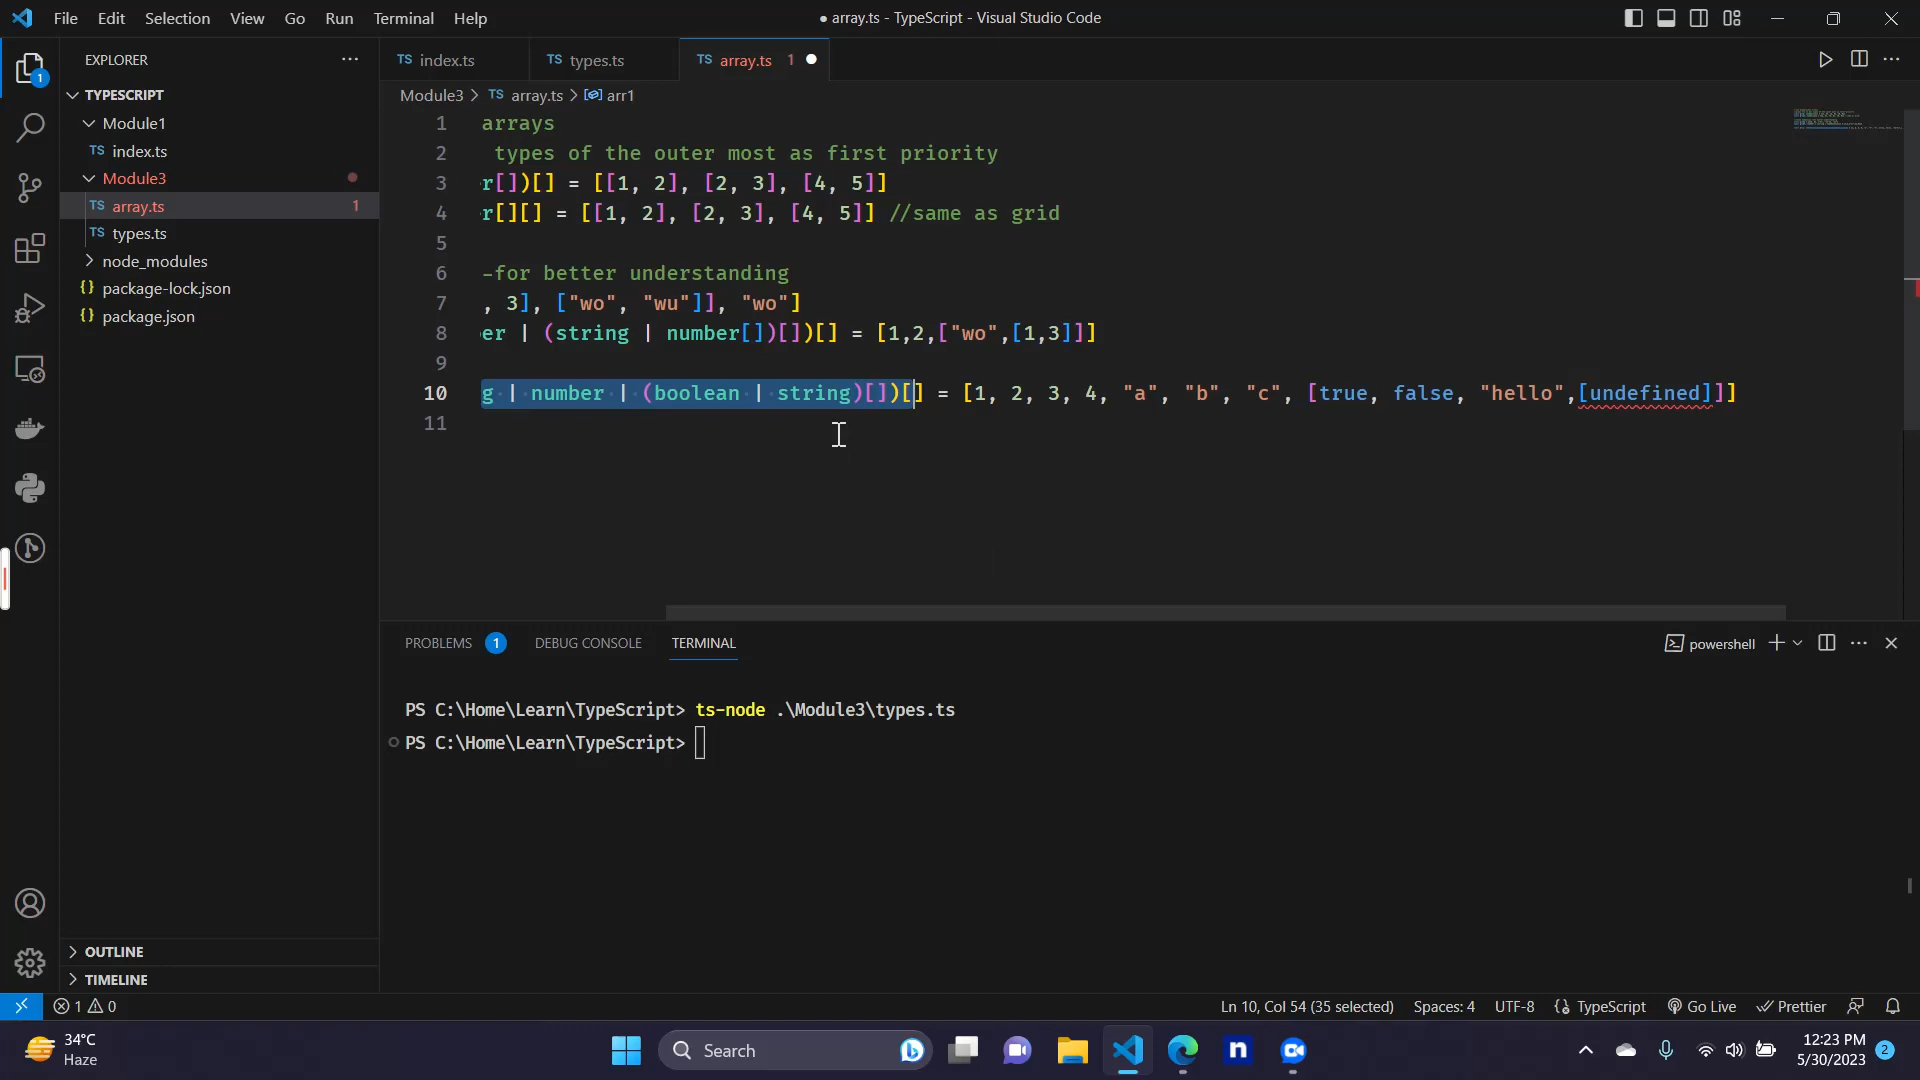 File Edit Selection View Go Run Terminal Help
● array.ts - TypeScript - Visual Studio Code
EXPLORER
1
TYPESCRIPT
Module1
TS index.ts
Module3
TS array.ts 1
TS types.ts
node_modules
{} package-lock.json
{} package.json
OUTLINE
TIMELINE
TS index.ts
TS types.ts
TS array.ts 1
Module3 > TS array.ts > arr1
1 arrays
2 types of the outer most as first priority
3 r[])[] = [[1, 2], [2, 3], [4, 5]]
4 r[][] = [[1, 2], [2, 3], [4, 5]] //same as grid
5
6 -for better understanding
7 , 3], ["wo", "wu"]], "wo"]
8 er | (string | number[])[])[] = [1,2,["wo",[1,3]]]
9
10 g | number | (boolean | string)[])[] = [1, 2, 3, 4, "a", "b", "c", [true, false, "hello",[undefined]]]
11
PROBLEMS 1 DEBUG CONSOLE TERMINAL
powershell
PS C:\Home\Learn\TypeScript> ts-node .\Module3\types.ts
PS C:\Home\Learn\TypeScript>
1 0
Ln 10, Col 54 (35 selected) Spaces: 4 UTF-8 {} TypeScript Go Live Prettier
34°C
Haze
Search
n
12:23 PM
5/30/2023
2